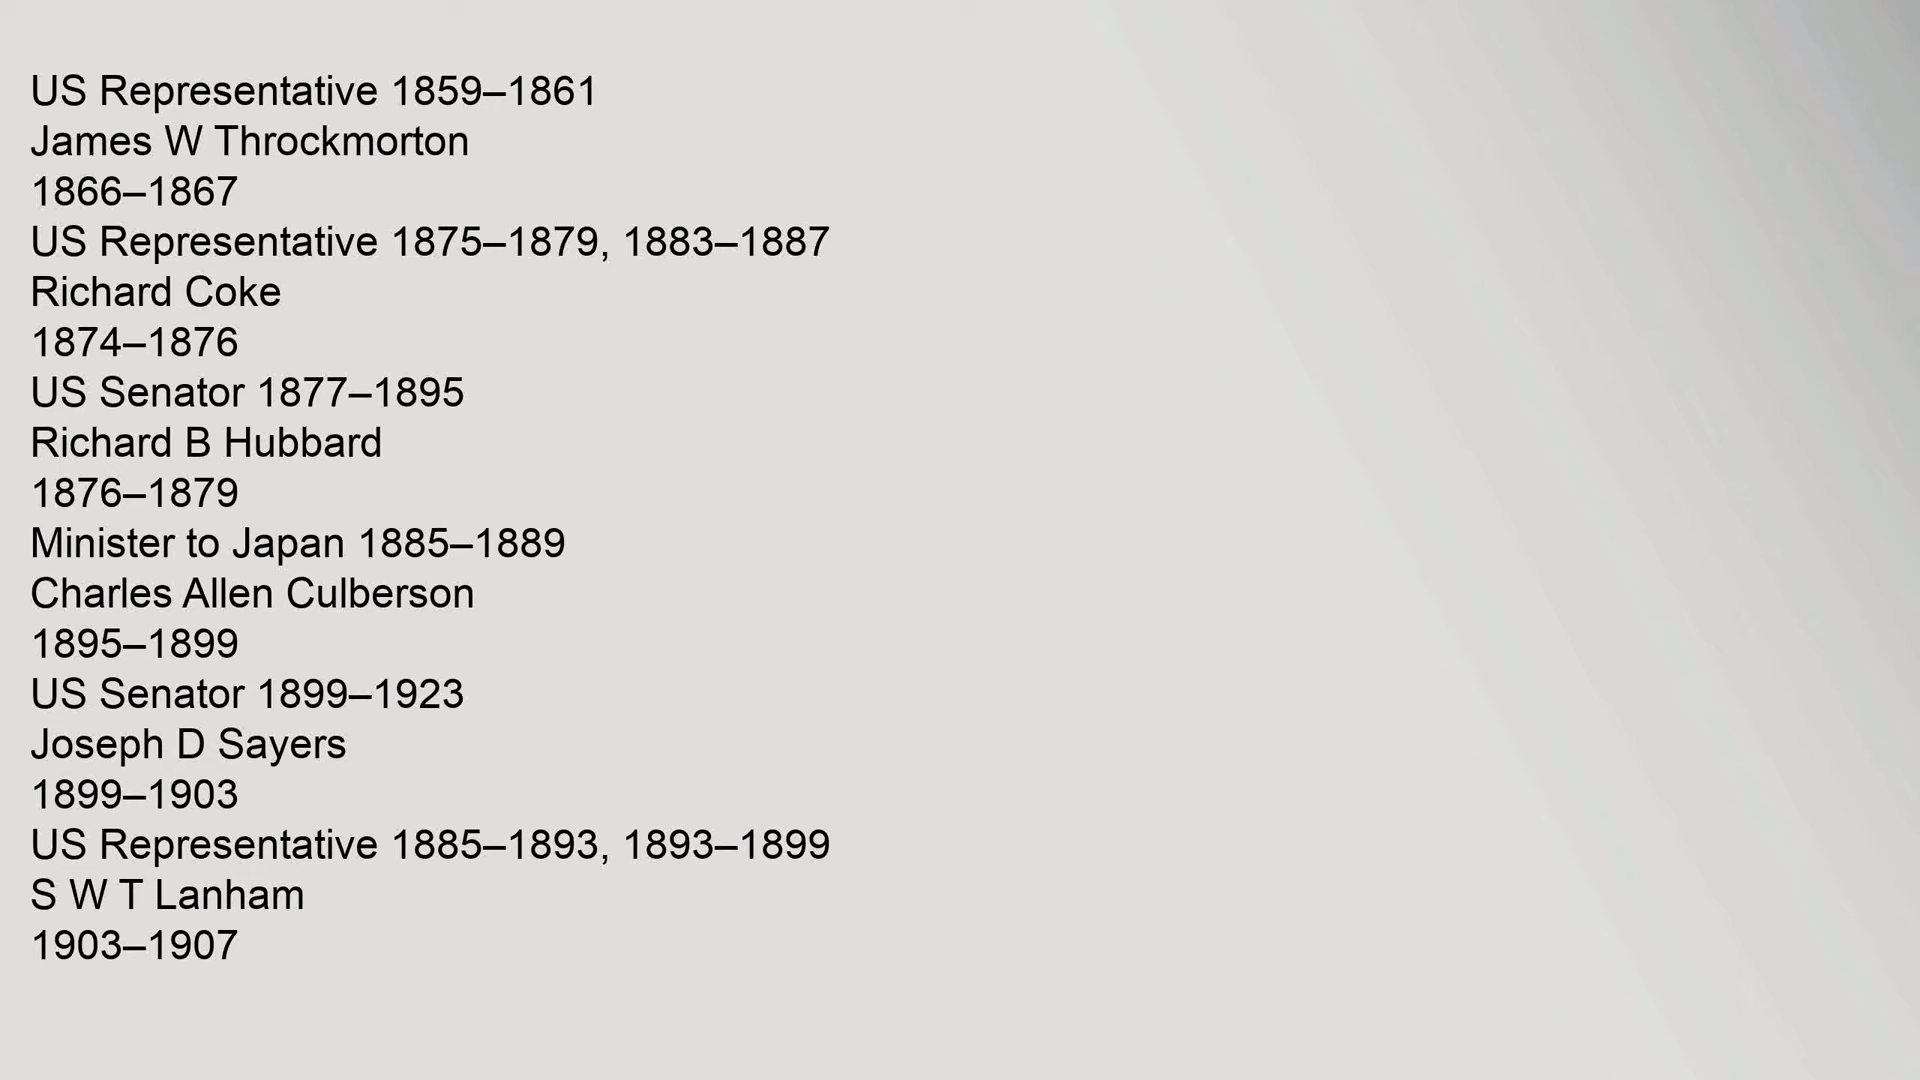 US Representative 1859–1861
James W Throckmorton
1866–1867
US Representative 1875–1879, 1883–1887
Richard Coke
1874–1876
US Senator 1877–1895
Richard B Hubbard
1876–1879
Minister to Japan 1885–1889
Charles Allen Culberson
1895–1899
US Senator 1899–1923
Joseph D Sayers
1899–1903
US Representative 1885–1893, 1893–1899
S W T Lanham
1903–1907